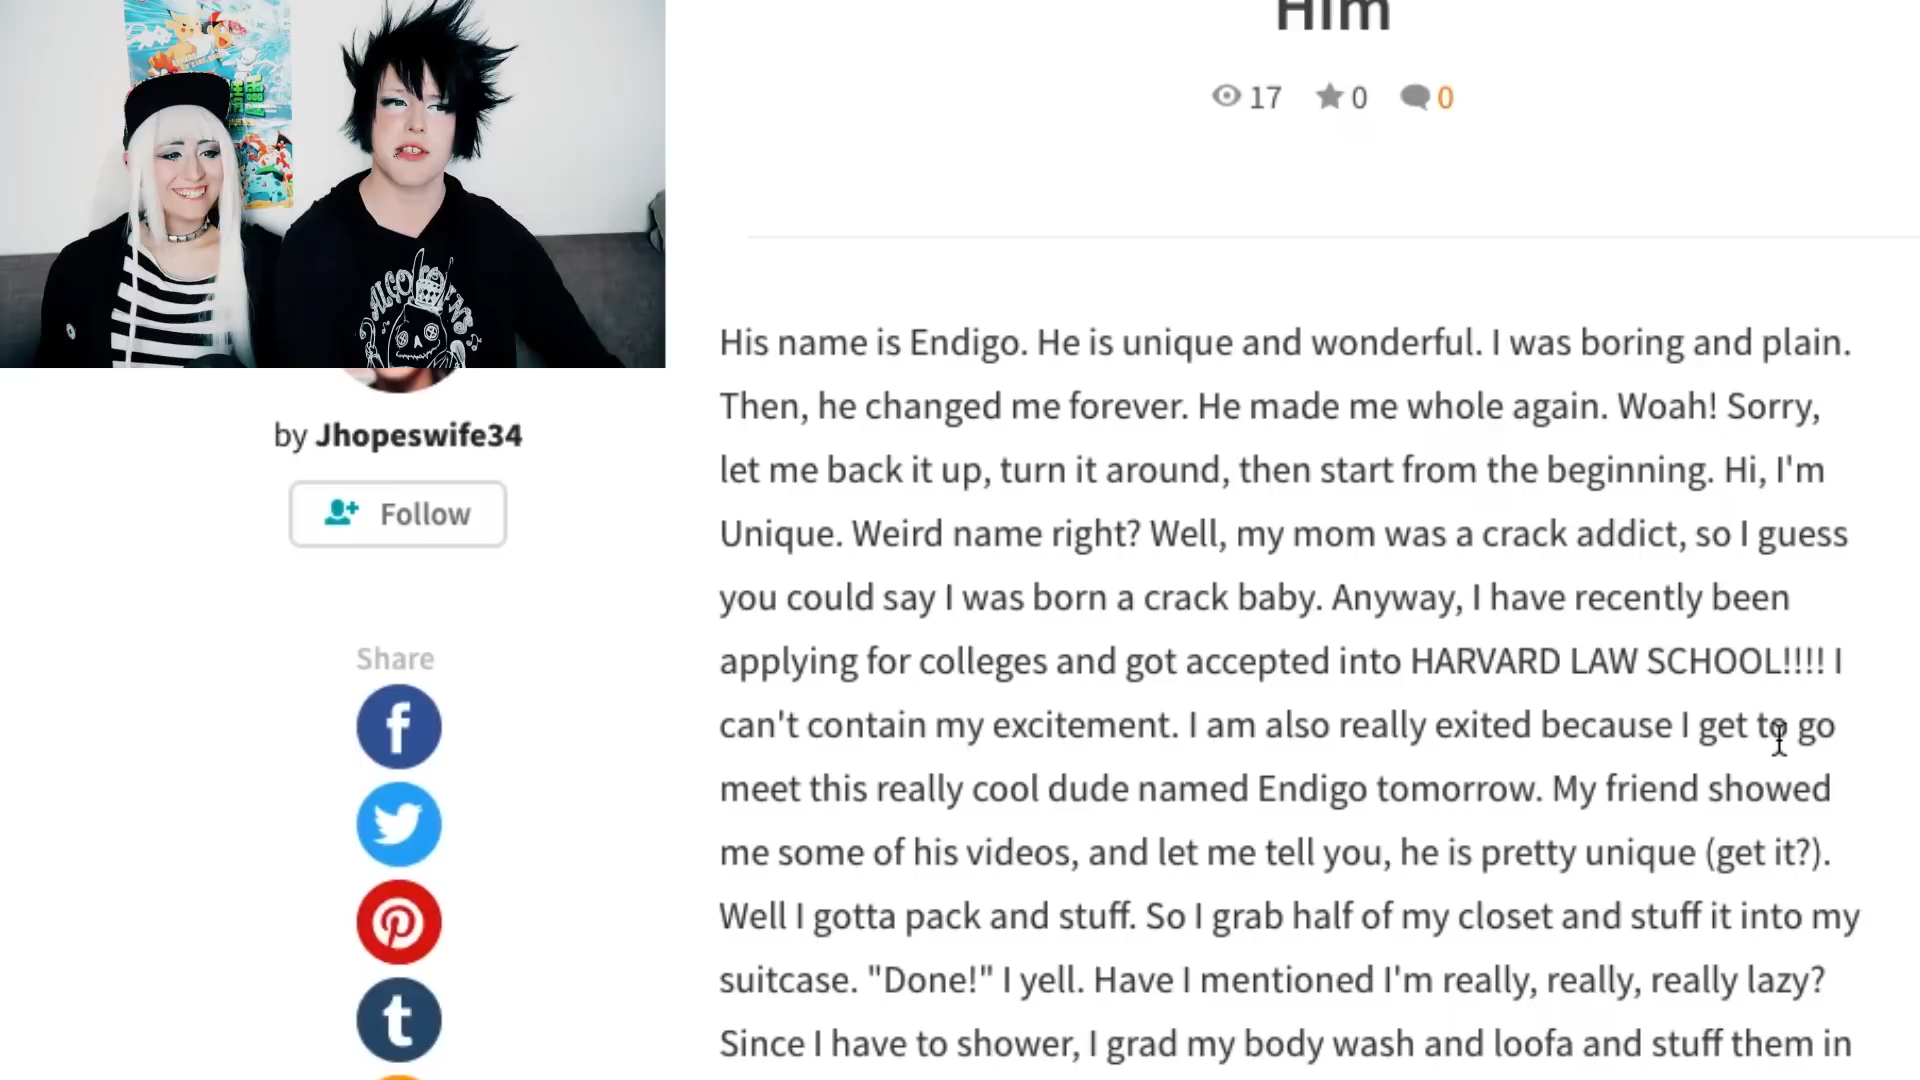 Him
17 0 0
by Jhopeswife34
Follow
Share
His name is Endigo. He is unique and wonderful. I was boring and plain.
Then, he changed me forever. He made me whole again. Woah! Sorry,
let me back it up, turn it around, then start from the beginning. Hi, I'm
Unique. Weird name right? Well, my mom was a crack addict, so I guess
you could say I was born a crack baby. Anyway, I have recently been
applying for colleges and got accepted into HARVARD LAW SCHOOL!!!! I
can't contain my excitement. I am also really exited because I get to go
meet this really cool dude named Endigo tomorrow. My friend showed
me some of his videos, and let me tell you, he is pretty unique (get it?).
Well I gotta pack and stuff. So I grab half of my closet and stuff it into my
suitcase. "Done!" I yell. Have I mentioned I'm really, really, really lazy?
Since I have to shower, I grad my body wash and loofa and stuff them in